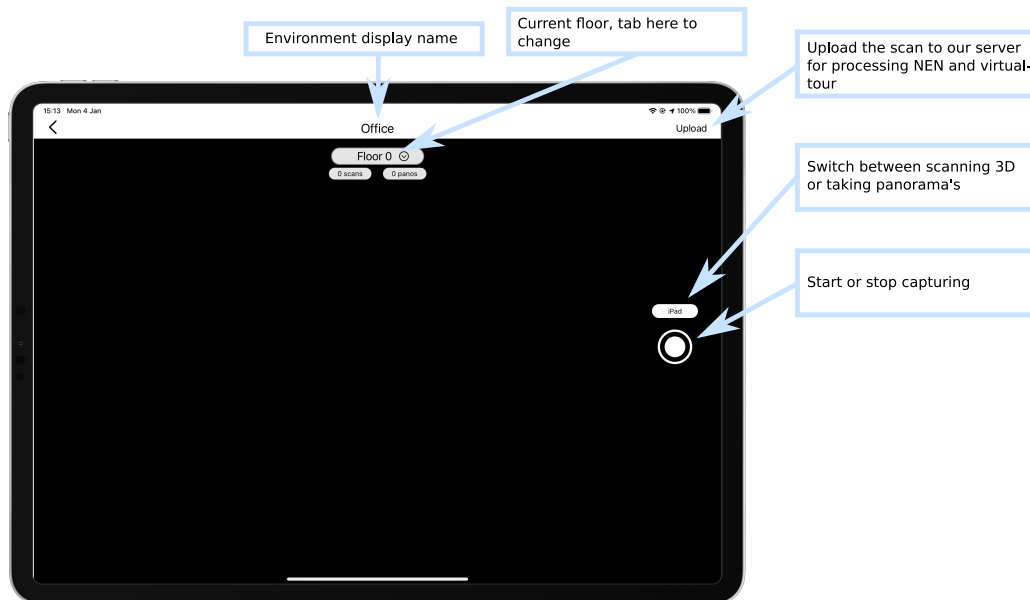 Environment display name
Current floor, tab here to
change
Upload the scan to our server
for processing NEN and virtual-
tour
15:13 Mon 4 Jan
100%
Office
Upload
Floor 0
0 scans
0 panos
Switch between scanning 3D
or taking panorama's
Start or stop capturing
iPad